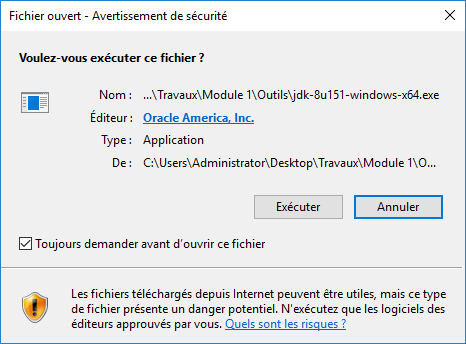 Fichier ouvert - Avertissement de sécurité
Voulez-vous exécuter ce fichier ?
Nom : ...\Travaux\Module 1\Outils\jdk-8u151-windows-x64.exe
Éditeur : Oracle America, Inc.
Type : Application
De : C:\Users\Administrator\Desktop\Travaux\Module 1\O...
Exécuter Annuler
Toujours demander avant d'ouvrir ce fichier
Les fichiers téléchargés depuis Internet peuvent être utiles, mais ce type
de fichier présente un danger potentiel. N'exécutez que les logiciels des
éditeurs approuvés par vous. Quels sont les risques ?